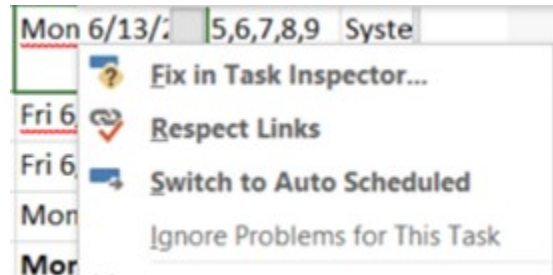 Mon 6/13/2 5,6,7,8,9 Syste
Fix in Task Inspector...
Fri 6
Respect Links
Fri 6
Switch to Auto Scheduled
Mon
Ignore Problems for This Task
Mor